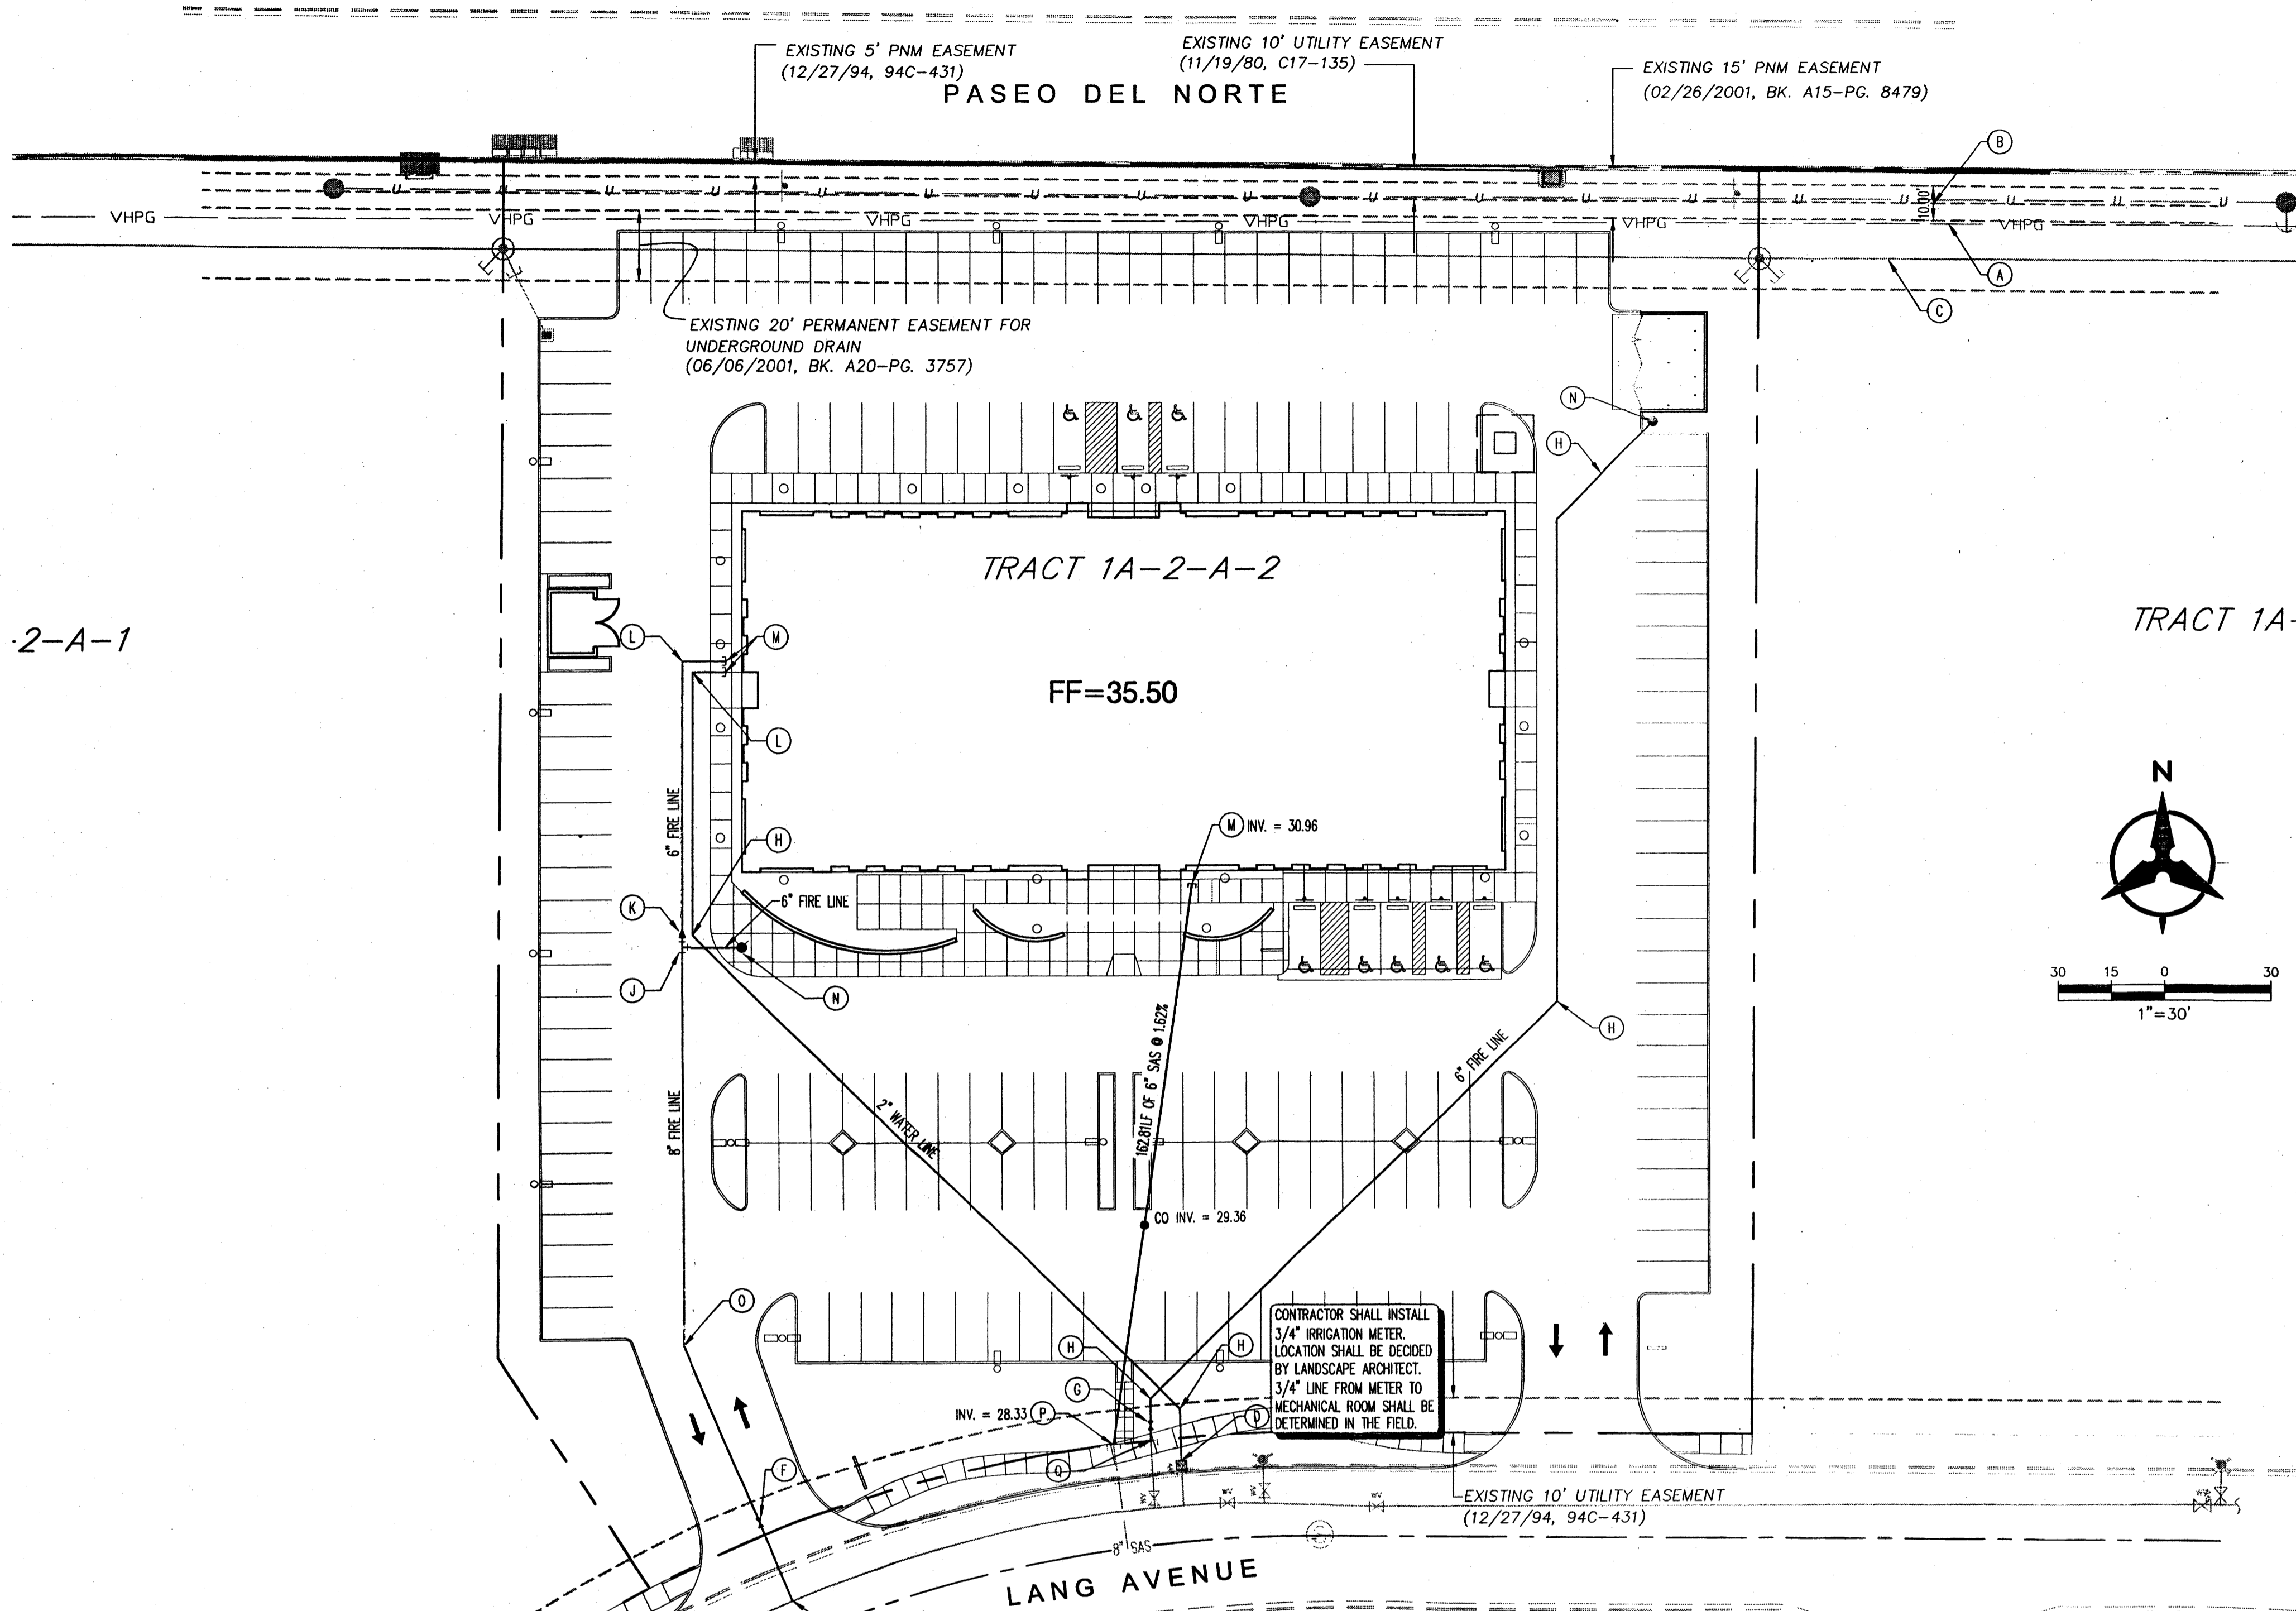 EXISTING 5' PNM EASEMENT
(12/27/94, 94C-431)
EXISTING 10' UTILITY EASEMENT
(11/19/80, C17-135)
EXISTING 15' PNM EASEMENT
(02/26/2001, BK. A15-PG. 8479)
PASEO DEL NORTE
B
U U U U U U U U U U U U U U U U U U
10.00'
VHPG VHPG VHPG VHPG VHPG VHPG
A
C
EXISTING 20' PERMANENT EASEMENT FOR
UNDERGROUND DRAIN
(06/06/2001, BK. A20-PG. 3757)
N
H
TRACT 1A-2-A-2
-2-A-1
TRACT 1A-
L
M
FF=35.50
L
N
6" FIRE LINE
M INV. = 30.96
H
6" FIRE LINE
K
J
N
30 15 0 30
1"=30'
H
162.81LF OF 6" SAS @ 1.62%
6" FIRE LINE
2" WATER LINE
8" FIRE LINE
CO INV. = 29.36
O
CONTRACTOR SHALL INSTALL
3/4" IRRIGATION METER.
LOCATION SHALL BE DECIDED
BY LANDSCAPE ARCHITECT.
3/4" LINE FROM METER TO
MECHANICAL ROOM SHALL BE
DETERMINED IN THE FIELD.
H
H
G
INV. = 28.33 P
D
F
Q
WV WV WV WV WV
EXISTING 10' UTILITY EASEMENT
(12/27/94, 94C-431)
8" SAS
LANG AVENUE